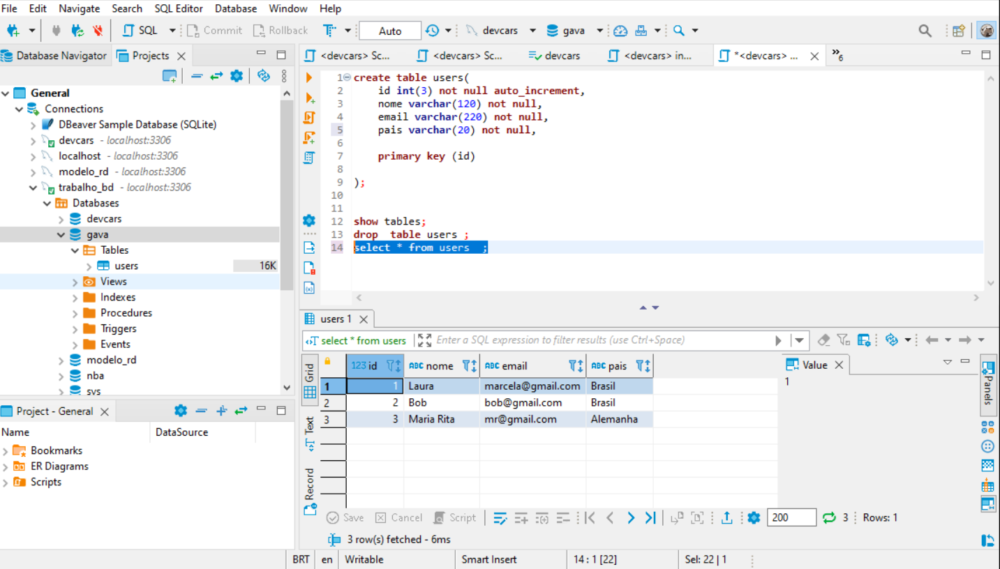 File Edit Navigate Search SQL Editor Database Window Help
SQL Commit Rollback Auto devcars gava
Database Navigator Projects
General
Connections
DBeaver Sample Database (SQLite)
devcars - localhost:3306
localhost - localhost:3306
modelo_rd - localhost:3306
trabalho_bd - localhost:3306
Databases
devcars
gava
Tables
users 16K
Views
Indexes
Procedures
Triggers
Events
modelo_rd
nba
sys
Project - General
Name DataSource
Bookmarks
ER Diagrams
Scripts
<devcars> Sc... <devcars> Sc... devcars <devcars> in... *<devcars> ... »6
1 create table users(
2 id int(3) not null auto_increment,
3 nome varchar(120) not null,
4 email varchar(220) not null,
5 pais varchar(20) not null,
6
7 primary key (id)
8
9 );
10
11
12 show tables;
13 drop  table users ;
14 select * from users  ;
users 1
select * from users Enter a SQL expression to filter results (use Ctrl+Space)
Grid
Text
Record
123 id ABC nome ABC email ABC pais
1 1 Laura marcela@gmail.com Brasil
2 2 Bob bob@gmail.com Brasil
3 3 Maria Rita mr@gmail.com Alemanha
Value
1
Panels
Save Cancel Script 200 3 Rows: 1
3 row(s) fetched - 6ms
BRT en Writable Smart Insert 14 : 1 [22] Sel: 22 | 1